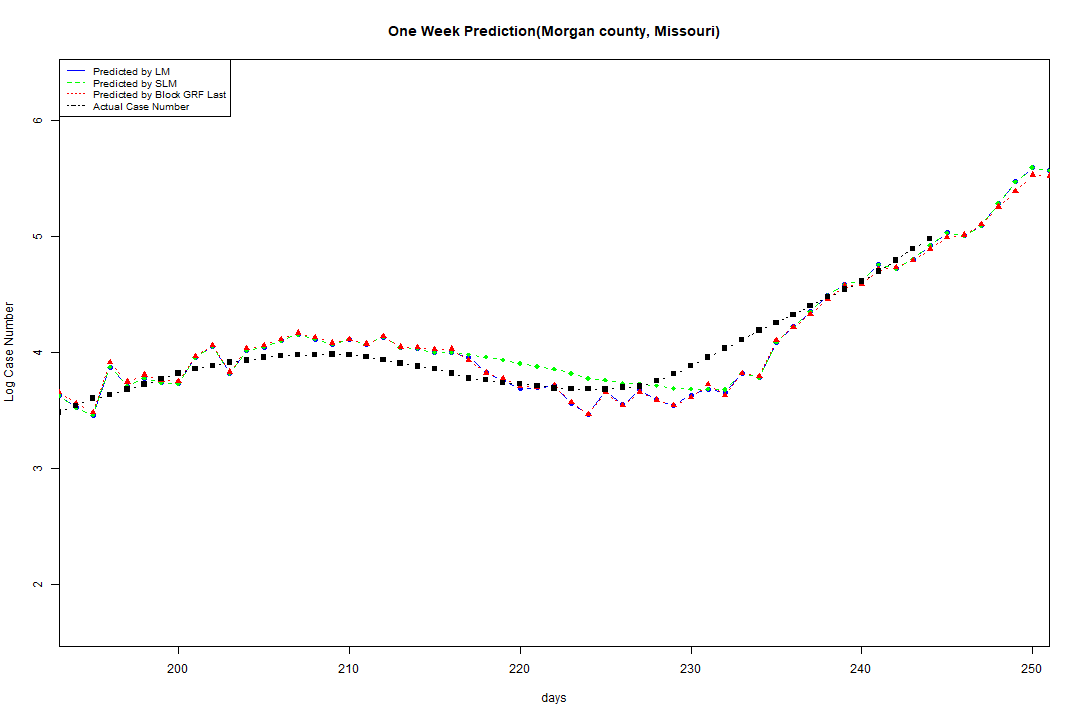 One Week Prediction(Morgan county, Missouri)
Predicted by LM
Predicted by SLM
Predicted by Block GRF Last
Actual Case Number
6
5
4
3
2
Log Case Number
200 210 220 230 240 250
days